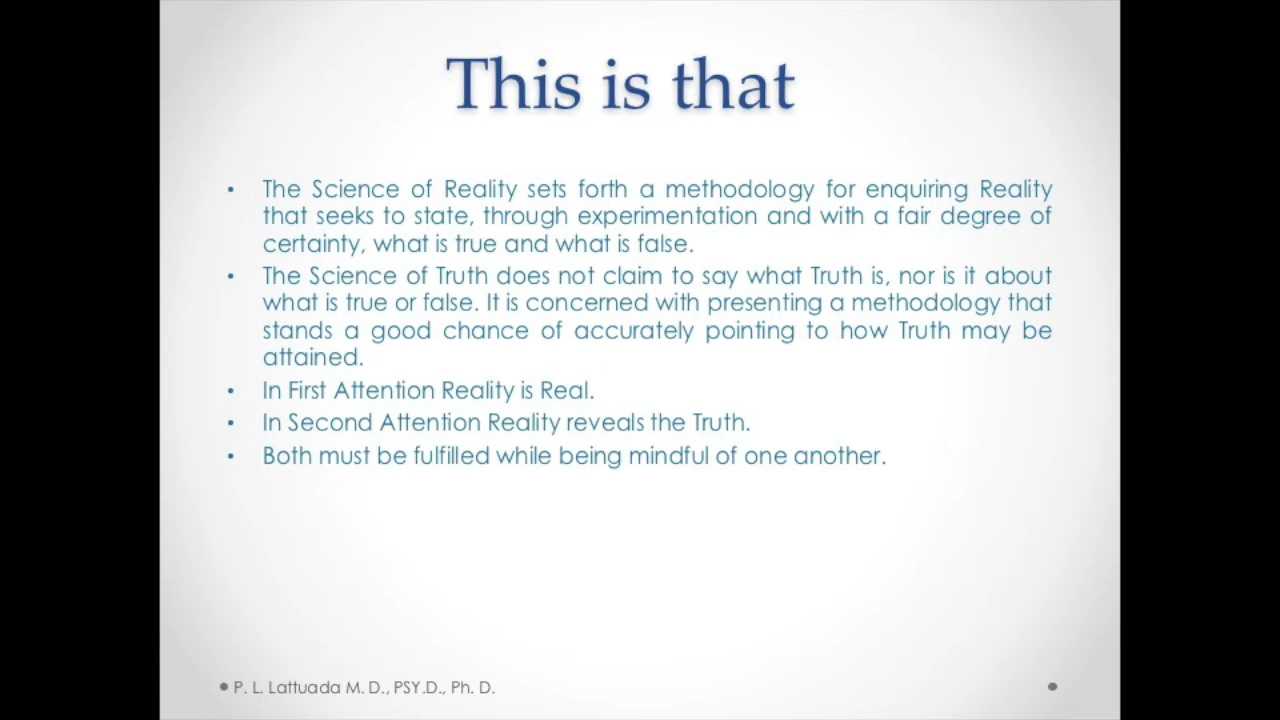 This is that
• The Science of Reality sets forth a methodology for enquiring Reality
that seeks to state, through experimentation and with a fair degree of
certainty, what is true and what is false.
• The Science of Truth does not claim to say what Truth is, nor is it about
what is true or false. It is concerned with presenting a methodology that
stands a good chance of accurately pointing to how Truth may be
attained.
• In First Attention Reality is Real.
• In Second Attention Reality reveals the Truth.
• Both must be fulfilled while being mindful of one another.
P. L. Lattuada M. D., PSY.D., Ph. D.